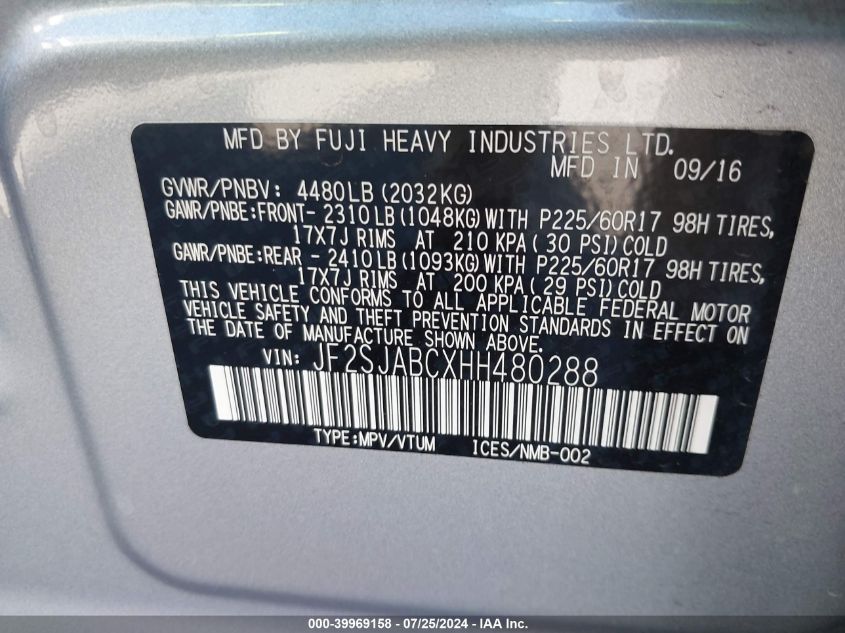 MFD BY FUJI HEAVY INDUSTRIES LTD.
MFD IN 09/16
GVWR/PNBV: 4480LB (2032KG)
GAWR/PNBE:FRONT- 2310LB (1048KG) WITH P225/60R17 98H TIRES,
17X7J RIMS AT 210 KPA ( 30 PSI) COLD
GAWR/PNBE:REAR - 2410LB (1093KG) WITH P225/60R17 98H TIRES,
17X7J RIMS AT 200 KPA ( 29 PSI) COLD
THIS VEHICLE CONFORMS TO ALL APPLICABLE FEDERAL MOTOR
VEHICLE SAFETY AND THEFT PREVENTION STANDARDS IN EFFECT ON
THE DATE OF MANUFACTURE SHOWN ABOVE.
VIN: JF2SJABCXHH480288
TYPE:MPV/VTUM ICES/NMB-002
000-39969158 - 07/25/2024 - IAA Inc.